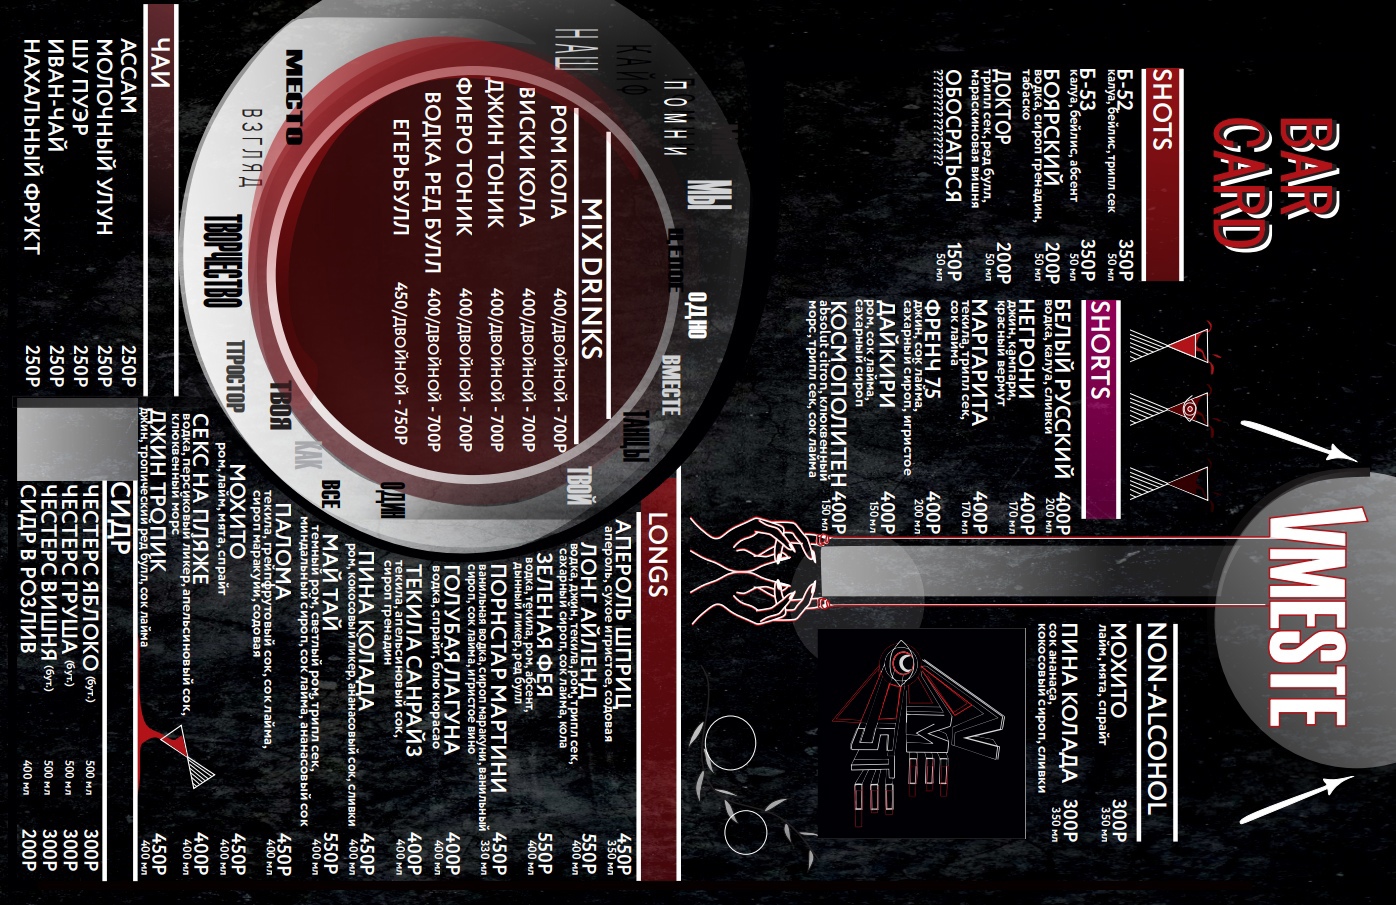 BAR
CARD
VMESTE
SHOTS
Б-52 350Р
калуа, бейлис, трипл сек 50 мл
Б-53 350Р
калуа, бейлис, абсент 50 мл
БОЯРСКИЙ 200Р
водка, сироп гренадин, 50 мл
табаско
ДОКТОР 200Р
трипл сек, ред булл, 50 мл
мараскиновая вишня
ОБОСРАТЬСЯ 150Р
??????????????? 50 мл
SHORTS
БЕЛЫЙ РУССКИЙ 400Р
водка, калуа, сливки 200 мл
НЕГРОНИ 400Р
джин, кампари, 170 мл
красный вермут
МАРГАРИТА 400Р
текила, трипл сек, 170 мл
сок лайма
ФРЕНЧ 75 400Р
джин, сок лайма, 200 мл
сахарный сироп, игристое
ДАЙКИРИ 400Р
ром, сок лайма, 150 мл
сахарный сироп
КОСМОПОЛИТЕН 400Р
absolut citron, клюквенный 150 мл
морс, трипл сек, сок лайма
NON-ALCOHOL
МОХИТО 300Р
лайм, мята, спрайт 350 мл
ПИНА КОЛАДА 300Р
сок ананаса, 350 мл
кокосовый сироп, сливки
V
ME
STE
МЫ
ОДНО
ПОМНИ
ЦЕЛОЕ
ВМЕСТЕ
КАЙФ
ТАНЦЫ
НАШ
ТВОЙ
MIX DRINKS
РОМ КОЛА 400/ДВОЙНОЙ - 700Р
ВИСКИ КОЛА 400/ДВОЙНОЙ - 700Р
ДЖИН ТОНИК 400/ДВОЙНОЙ - 700Р
ФИЕРО ТОНИК 400/ДВОЙНОЙ - 700Р
ВОДКА РЕД БУЛЛ 400/ДВОЙНОЙ - 700Р
ЕГЕРЬБУЛЛ 450/ДВОЙНОЙ - 750Р
ОДИН
ВСЕ
КАК
МЕСТО
ТВОЯ
ВЗГЛЯД
ПРОСТОР
ТВОРЧЕСТВО
LONGS
АПЕРОЛЬ ШПРИЦ 450Р
апероль, сухое игристое, содовая 350 мл
ЛОНГ АЙЛЕНД 550Р
водка, джин, текила, ром, трипл сек, 400 мл
сахарный сироп, сок лайма, кола
ЗЕЛЕНАЯ ФЕЯ 550Р
водка, текила, ром, абсент, 400 мл
дынный ликер, ред булл
ПОРНСТАР МАРТИНИ 450Р
ванильная водка, сироп маракуни, ванильный 330 мл
сироп, сок лайма, игристое вино
ГОЛУБАЯ ЛАГУНА 400Р
водка, спрайт, блю кюрасао 400 мл
ТЕКИЛА САНРАЙЗ 400Р
текила, апельсиновый сок, 400 мл
сироп гренадин
ПИНА КОЛАДА 450Р
ром, кокосовый ликер, ананасовый сок, сливки 400 мл
МАЙ ТАЙ 550Р
темный ром, светлый ром, трипл сек, 400 мл
миндальный сироп, сок лайма, ананасовый сок
ПАЛОМА 450Р
текила, грейпфрутовый сок, сок лайма, 400 мл
сироп маракуйи, содовая
МОХИТО 450Р
ром, лайм, мята, спрайт 400 мл
СЕКС НА ПЛЯЖЕ 400Р
водка, персиковый ликер, апельсиновый сок, 400 мл
клюквенный морс
ДЖИН ТРОПИК 450Р
джин, тропический ред булл, сок лайма 400 мл
ЧАИ
АССАМ 250Р
МОЛОЧНЫЙ УЛУН 250Р
ШУ ПУЭР 250Р
ИВАН-ЧАЙ 250Р
НАХАЛЬНЫЙ ФРУКТ 250Р
СИДР
ЧЕСТЕРС ЯБЛОКО (бут.) 500 мл 300Р
ЧЕСТЕРС ГРУША (бут.) 500 мл 300Р
ЧЕСТЕРС ВИШНЯ (бут.) 500 мл 300Р
СИДР В РОЗЛИВ 400 мл 200Р